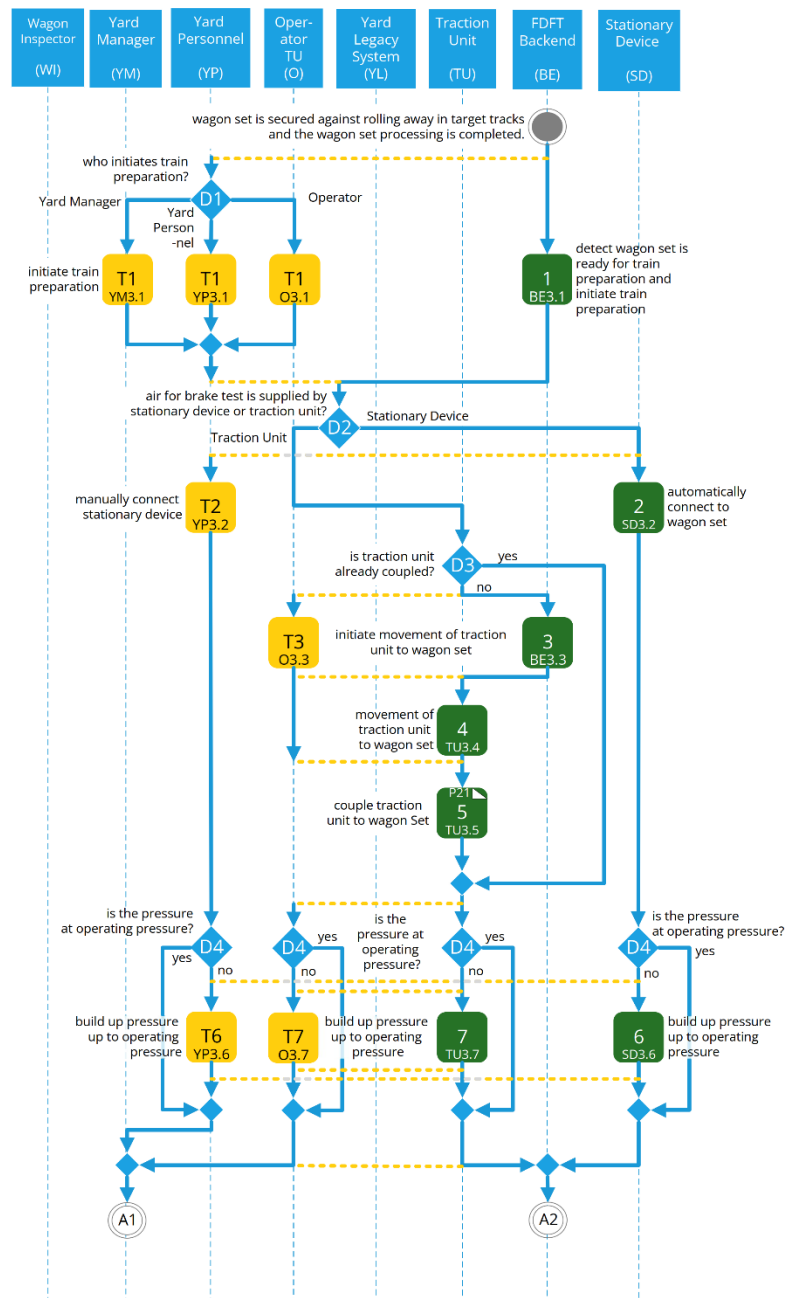 Wagon
Inspector
(WI)
Yard
Manager
(YM)
Yard
Personnel
(YP)
Oper-
ator
TU
(O)
Yard
Legacy
System
(YL)
Traction
Unit
(TU)
FDFT
Backend
(BE)
Stationary
Device
(SD)
wagon set is secured against rolling away in target tracks
and the wagon set processing is completed.
who initiates train
preparation?
D1
Yard Manager
Yard
Person
-nel
Operator
initiate train
preparation
T1
YM3.1
T1
YP3.1
T1
O3.1
1
BE3.1
detect wagon set is
ready for train
preparation and
initiate train
preparation
air for brake test is supplied by
stationary device or traction unit?
D2
Stationary Device
Traction Unit
manually connect
stationary device
T2
YP3.2
2
SD3.2
automatically
connect to
wagon set
is traction unit
already coupled?
D3
yes
no
T3
O3.3
initiate movement of traction
unit to wagon set
3
BE3.3
movement of
traction unit
to wagon set
4
TU3.4
couple traction
unit to wagon Set
P21
5
TU3.5
is the pressure
at operating pressure?
D4
yes
no
D4
yes
no
is the
pressure at
operating
pressure?
D4
yes
no
is the pressure
at operating pressure?
D4
yes
no
build up pressure
up to operating
pressure
T6
YP3.6
T7
O3.7
build up pressure
up to operating
pressure
7
TU3.7
6
SD3.6
build up pressure
up to operating
pressure
A1
A2